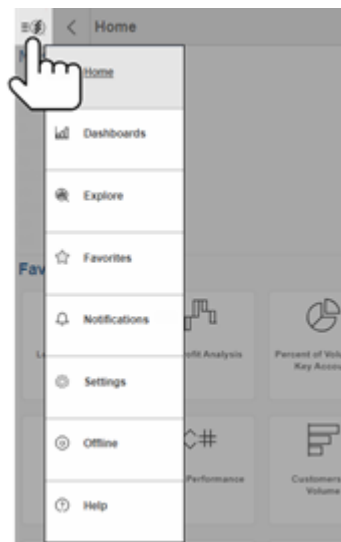 Home
Home
Dashboards
Explore
Favorites
Fav
Notifications
ofit Analysis
Percent of Vol
Key Accou
Settings
Offline
Performance
Customers
Volume
Help